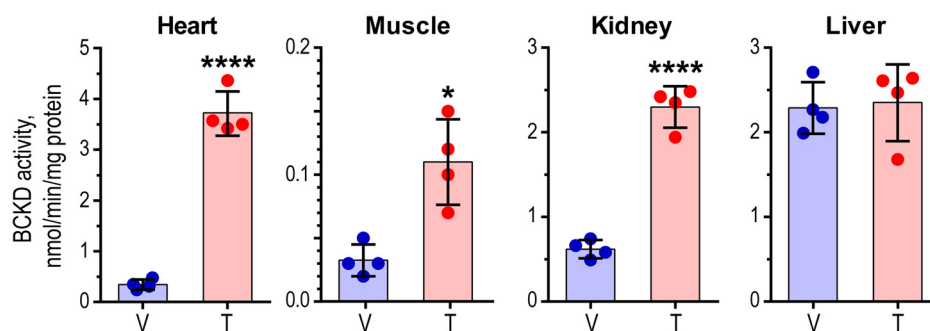 Heart
Muscle
Kidney
Liver
BCKD activity,
nmol/min/mg protein
5
4
3
2
1
0
****
V T
0.2
0.1
0.0
*
V T
3
2
1
0
****
V T
3
2
1
0
V T